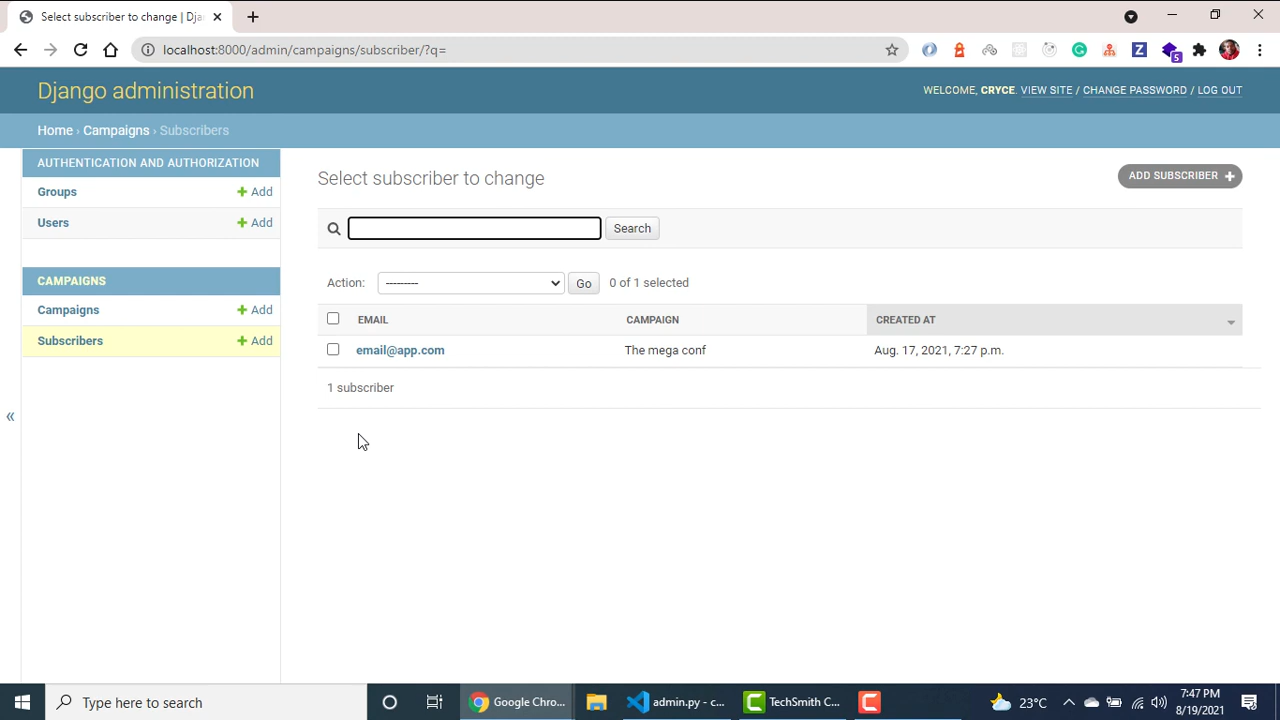 Select subscriber to change | Dja
localhost:8000/admin/campaigns/subscriber/?q=
5
Django administration
WELCOME, CRYCE. VIEW SITE / CHANGE PASSWORD / LOG OUT
Home › Campaigns › Subscribers
AUTHENTICATION AND AUTHORIZATION
Groups + Add
Users + Add
CAMPAIGNS
Campaigns + Add
Subscribers + Add
«
Select subscriber to change
ADD SUBSCRIBER +
Search
Action: --------- Go 0 of 1 selected
EMAIL CAMPAIGN CREATED AT
email@app.com The mega conf Aug. 17, 2021, 7:27 p.m.
1 subscriber
Type here to search
Google Chro...
admin.py - c...
TechSmith C...
23°C
7:47 PM
8/19/2021